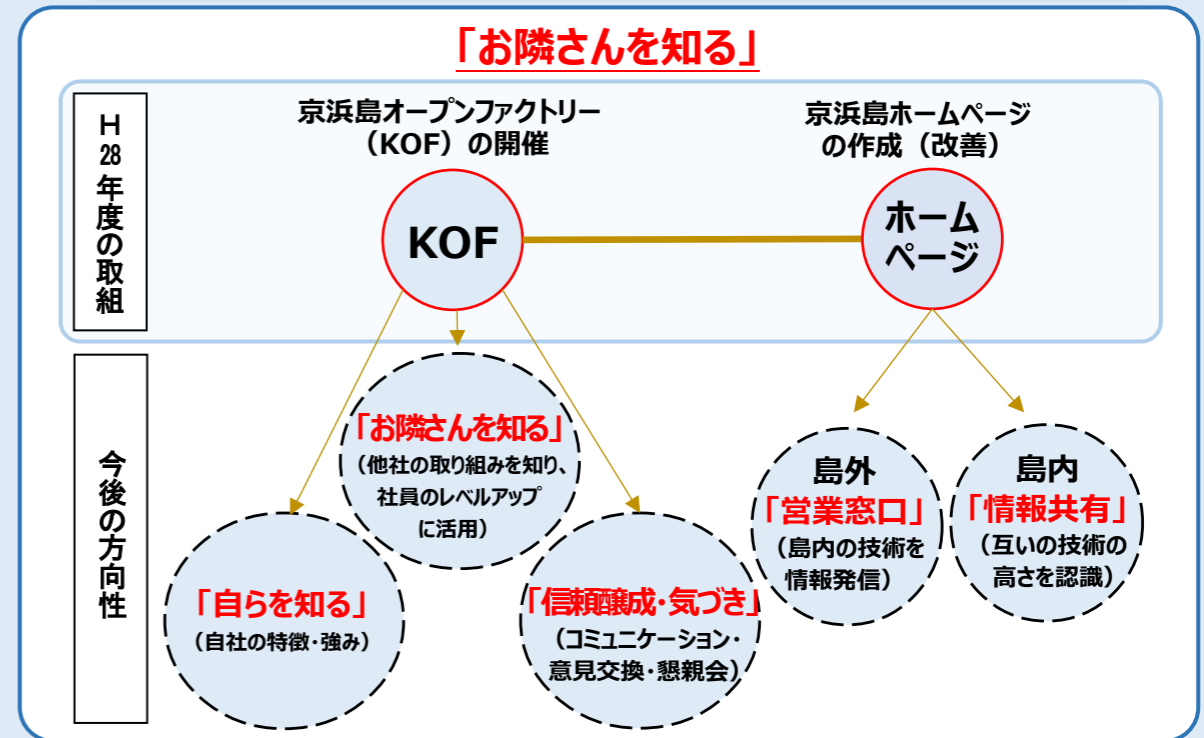 「お隣さんを知る」
H
28
年度の取組
京浜島オープンファクトリー
（KOF）の開催
京浜島ホームページ
の作成（改善）
KOF
ホーム
ページ
今後の方向性
「お隣さんを知る」
（他社の取り組みを知り、
社員のレベルアップ
に活用）
「自らを知る」
（自社の特徴・強み）
「信頼醸成・気づき」
（コミュニケーション・
意見交換・懇親会）
島外
「営業窓口」
（島内の技術を
情報発信）
島内
「情報共有」
（互いの技術の
高さを認識）